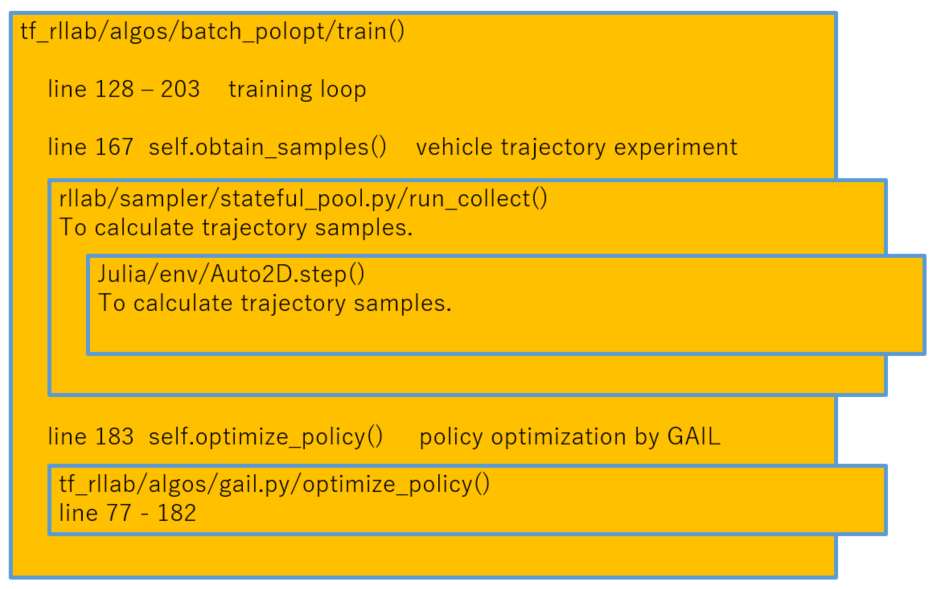 tf_rllab/algos/batch_polopt/train()
line 128 – 203 training loop
line 167 self.obtain_samples() vehicle trajectory experiment
rllab/sampler/stateful_pool.py/run_collect()
To calculate trajectory samples.
Julia/env/Auto2D.step()
To calculate trajectory samples.
line 183 self.optimize_policy() policy optimization by GAIL
tf_rllab/algos/gail.py/optimize_policy()
line 77 - 182